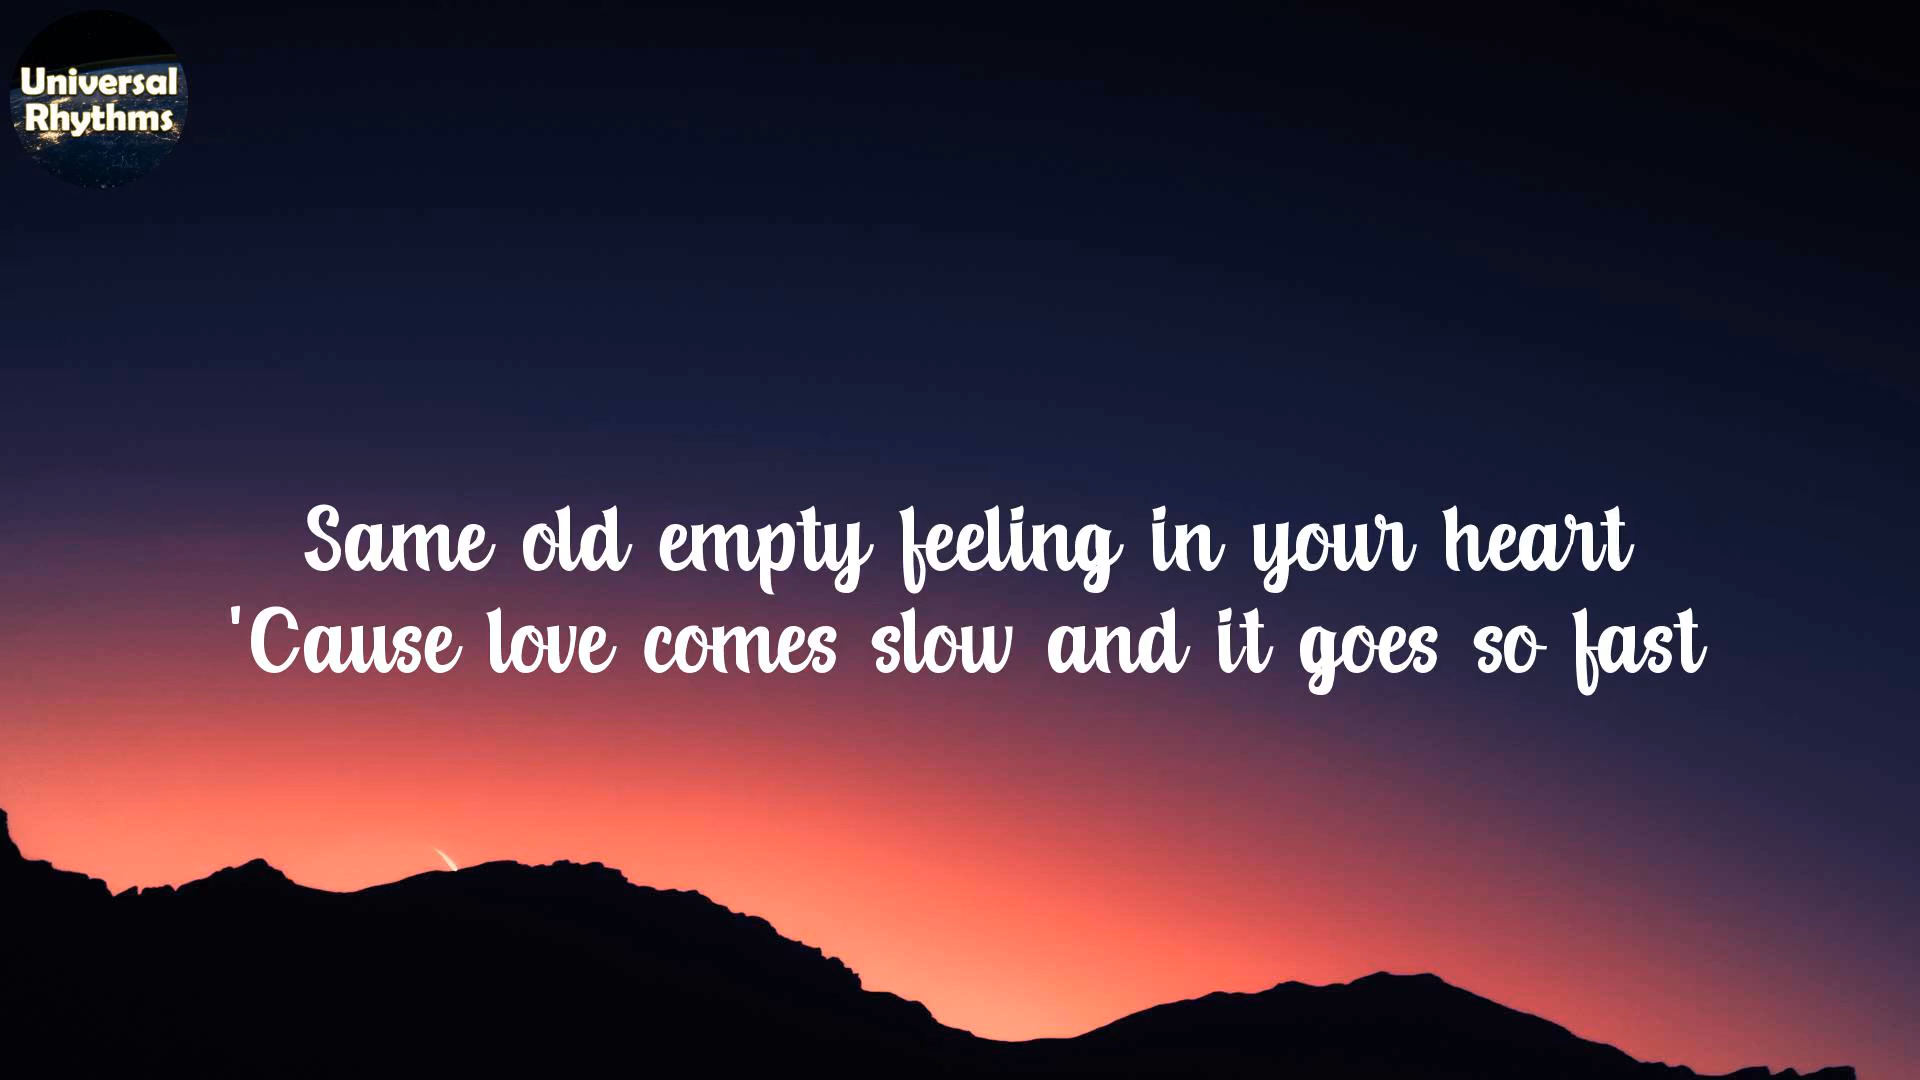 Universal
Rhythms
Same old empty feeling in your heart
'Cause love comes slow and it goes so fast